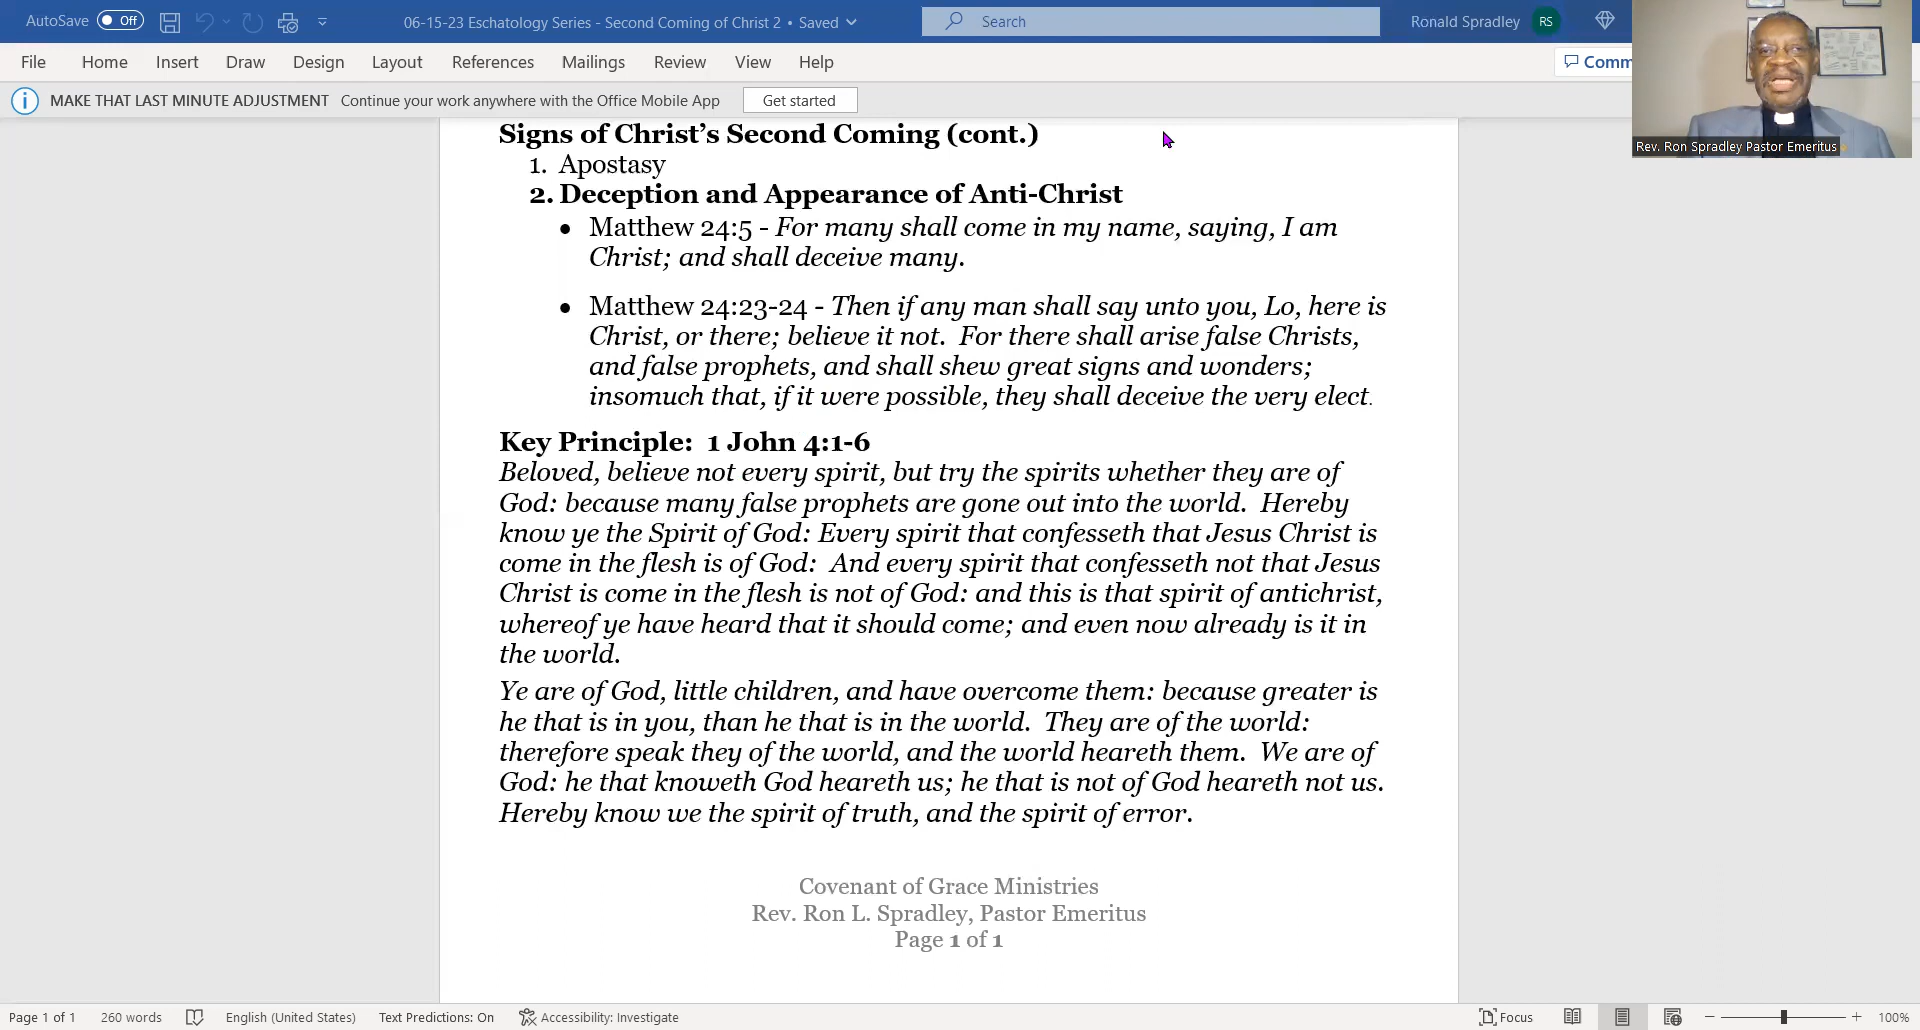 AutoSave Off 06-15-23 Eschatology Series - Second Coming of Christ 2 • Saved Search Ronald Spradley RS
File Home Insert Draw Design Layout References Mailings Review View Help Comm
MAKE THAT LAST MINUTE ADJUSTMENT Continue your work anywhere with the Office Mobile App Get started
Rev. Ron Spradley Pastor Emeritus
Signs of Christ's Second Coming (cont.)
1. Apostasy
2. Deception and Appearance of Anti-Christ
• Matthew 24:5 - For many shall come in my name, saying, I am
Christ; and shall deceive many.
• Matthew 24:23-24 - Then if any man shall say unto you, Lo, here is
Christ, or there; believe it not. For there shall arise false Christs,
and false prophets, and shall shew great signs and wonders;
insomuch that, if it were possible, they shall deceive the very elect.
Key Principle: 1 John 4:1-6
Beloved, believe not every spirit, but try the spirits whether they are of
God: because many false prophets are gone out into the world. Hereby
know ye the Spirit of God: Every spirit that confesseth that Jesus Christ is
come in the flesh is of God: And every spirit that confesseth not that Jesus
Christ is come in the flesh is not of God: and this is that spirit of antichrist,
whereof ye have heard that it should come; and even now already is it in
the world.
Ye are of God, little children, and have overcome them: because greater is
he that is in you, than he that is in the world. They are of the world:
therefore speak they of the world, and the world heareth them. We are of
God: he that knoweth God heareth us; he that is not of God heareth not us.
Hereby know we the spirit of truth, and the spirit of error.
Covenant of Grace Ministries
Rev. Ron L. Spradley, Pastor Emeritus
Page 1 of 1
Page 1 of 1 260 words English (United States) Text Predictions: On Accessibility: Investigate Focus 100%